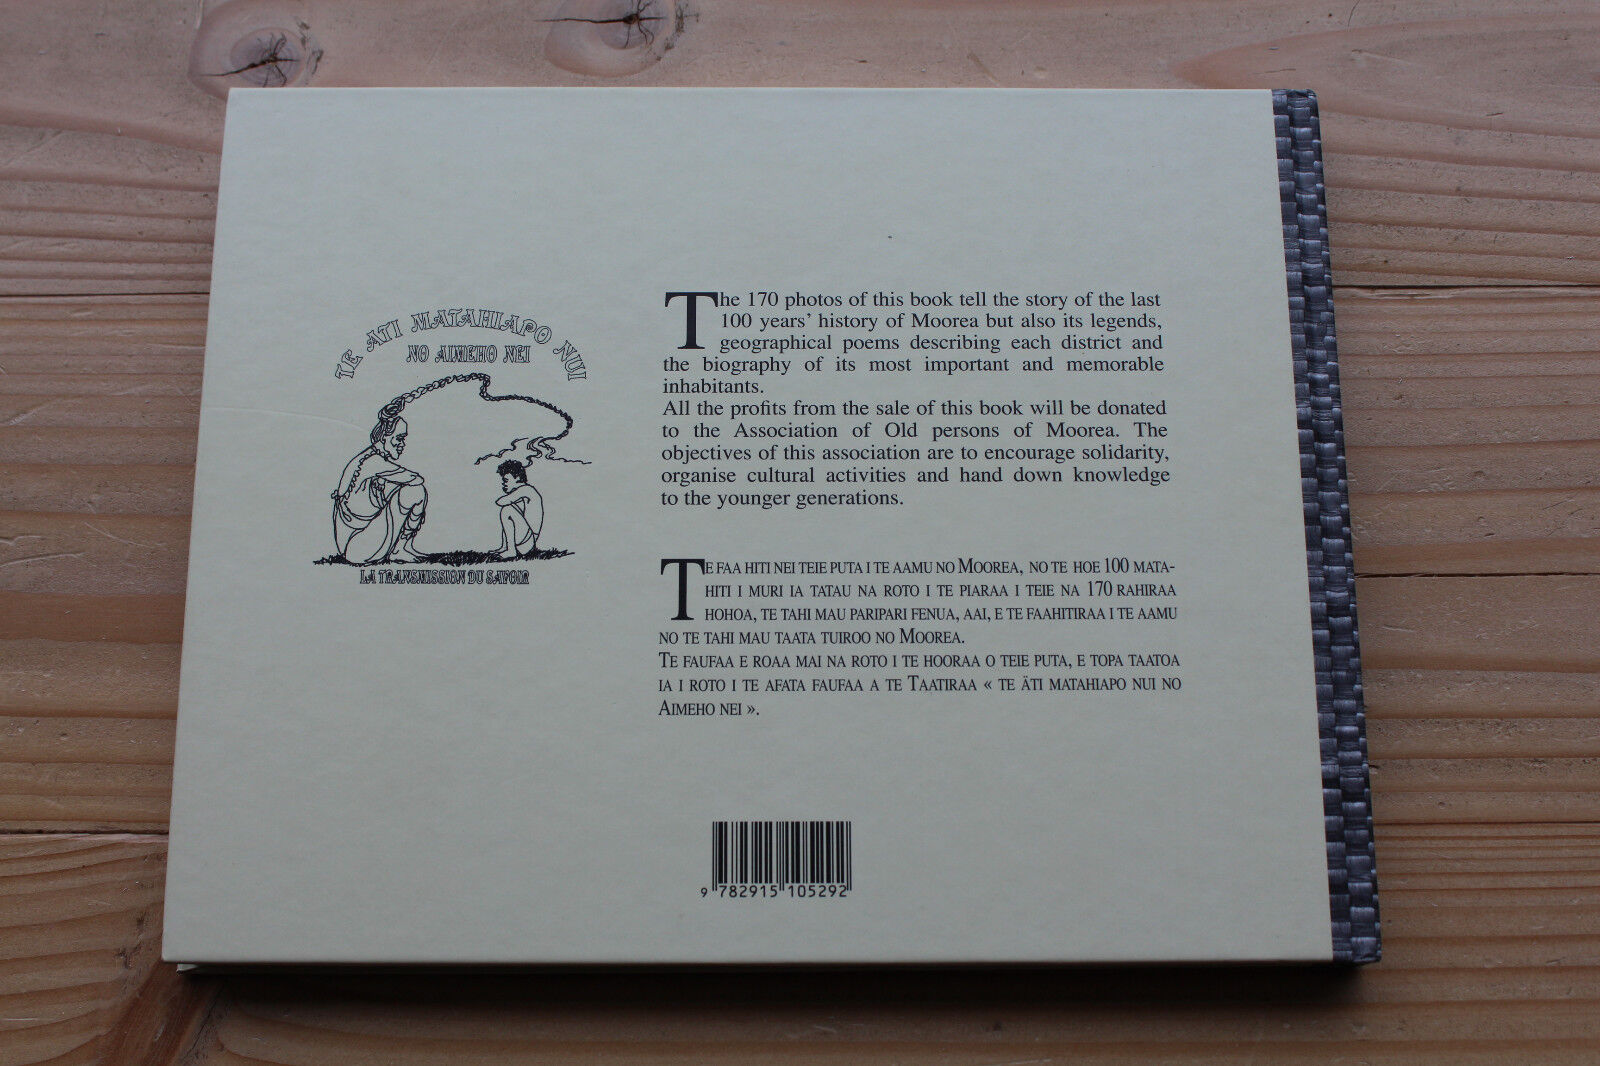 TE ATI MATAHIAPO NUI
NO AIMEHO NEI
LA TRANSMISSION DU SAVOIR
The 170 photos of this book tell the story of the last
100 years' history of Moorea but also its legends,
geographical poems describing each district and
the biography of its most important and memorable
inhabitants.
All the profits from the sale of this book will be donated
to the Association of Old persons of Moorea. The
objectives of this association are to encourage solidarity,
organise cultural activities and hand down knowledge
to the younger generations.
TE FAA HITI NEI TEIE PUTA I TE AAMU NO MOOREA, NO TE HOE 100 MATA-
HITI I MURI IA TATAU NA ROTO I TE PIARAA I TEIE NA 170 RAHIRAA
HOHOA, TE TAHI MAU PARIPARI FENUA, AAI, E TE FAAHITIRAA I TE AAMU
NO TE TAHI MAU TAATA TUIROO NO MOOREA.
TE FAUFAA E ROAA MAI NA ROTO I TE HOORAA O TEIE PUTA, E TOPA TAATOA
IA I ROTO I TE AFATA FAUFAA A TE TAATIRAA « TE ÄTI MATAHIAPO NUI NO
AIMEHO NEI ».
9 782915 105292